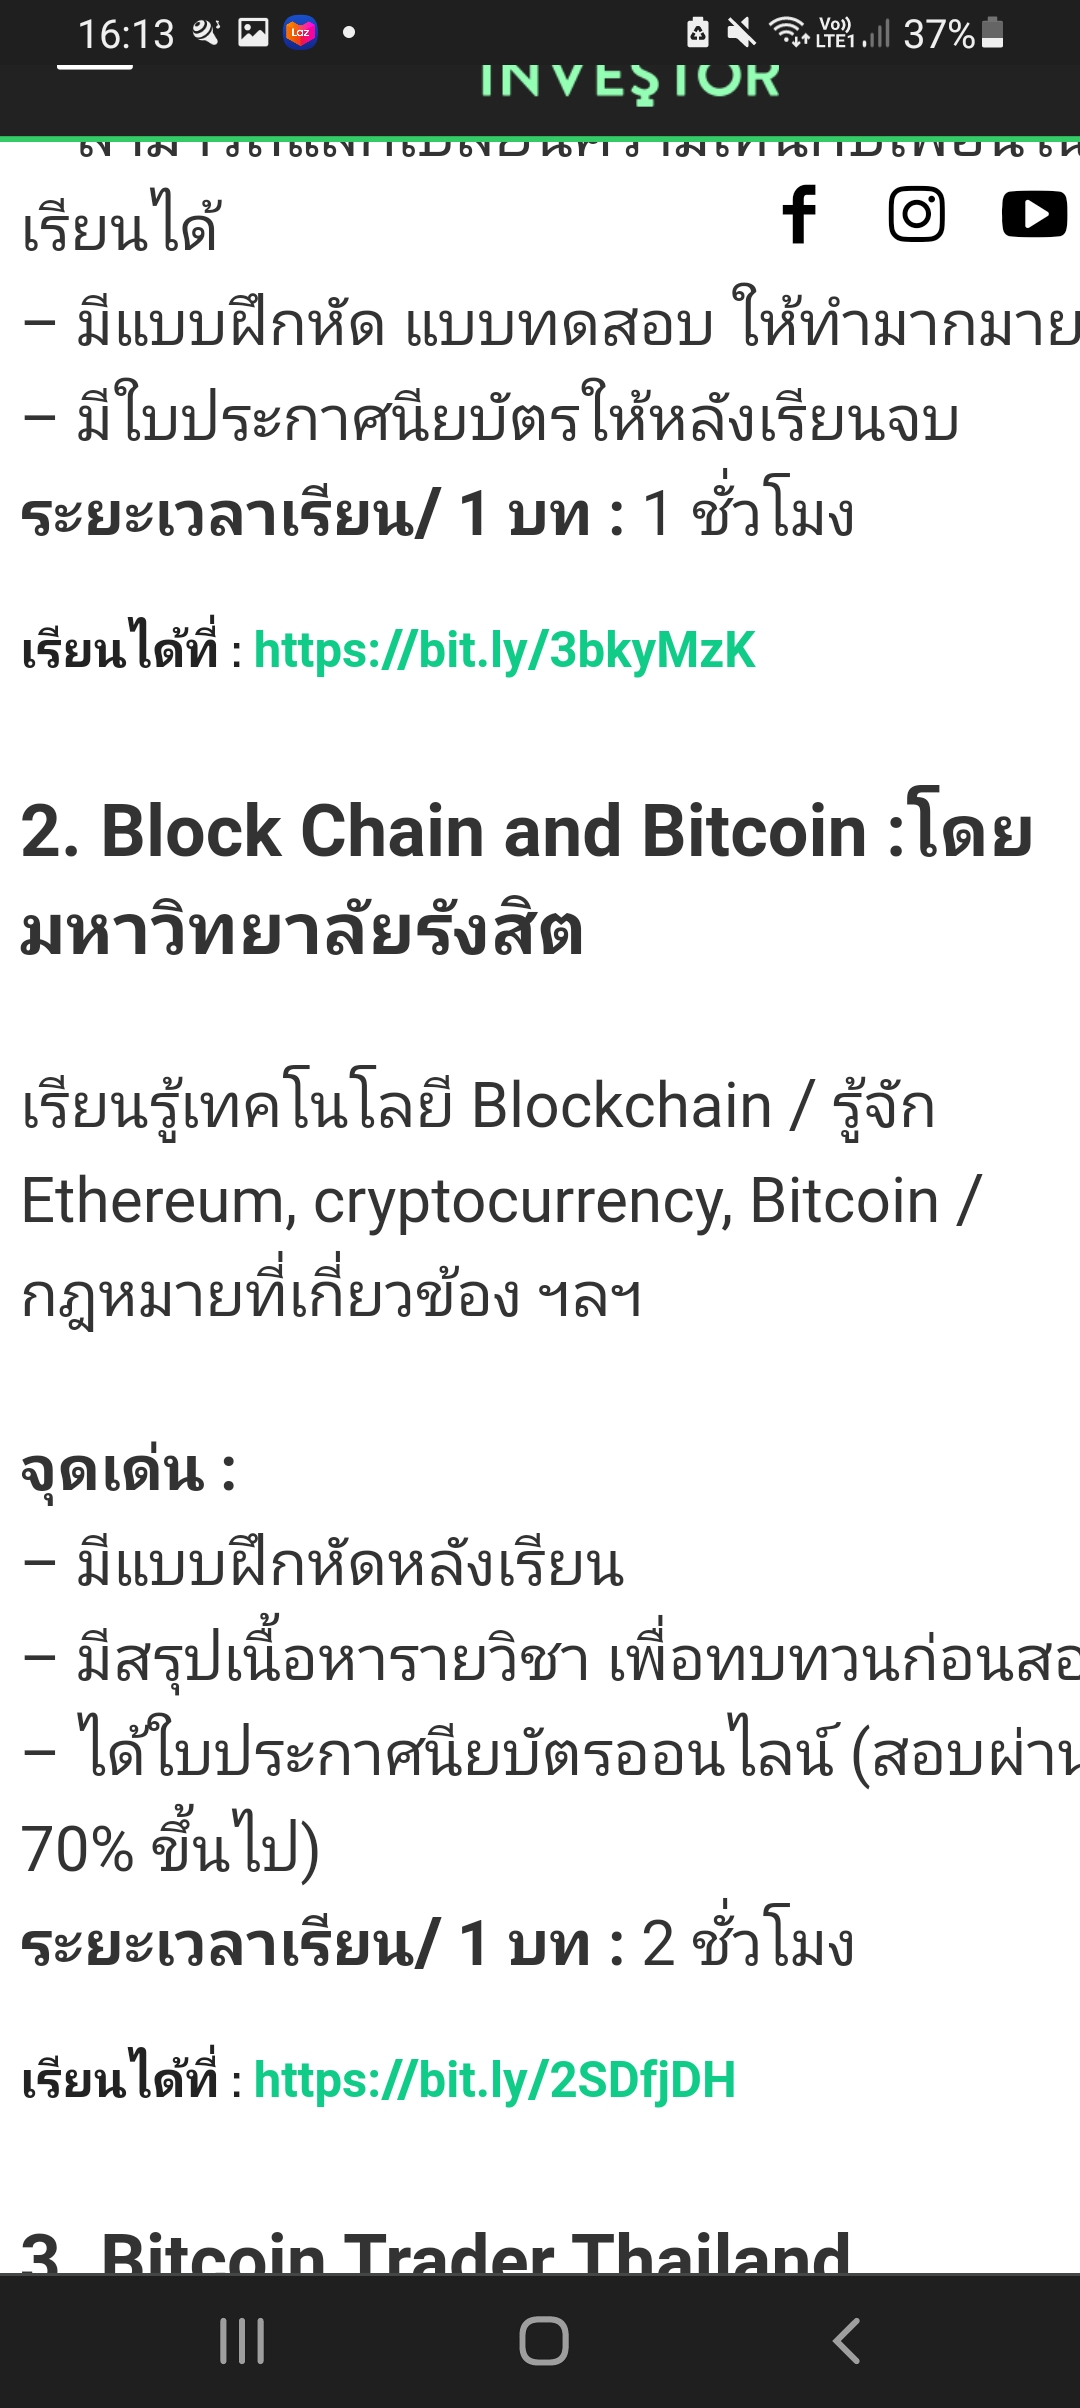 16:13 Laz Vo)) LTE1 37%
INVESTOR
เรียนได้
– มีแบบฝึกหัด แบบทดสอบ ให้ทำมากมาย
– มีใบประกาศนียบัตรให้หลังเรียนจบ
ระยะเวลาเรียน/ 1 บท : 1 ชั่วโมง
เรียนได้ที่ : https://bit.ly/3bkyMzK
2. Block Chain and Bitcoin :โดย
มหาวิทยาลัยรังสิต
เรียนรู้เทคโนโลยี Blockchain / รู้จัก
Ethereum, cryptocurrency, Bitcoin /
กฎหมายที่เกี่ยวข้อง ฯลฯ
จุดเด่น :
– มีแบบฝึกหัดหลังเรียน
– มีสรุปเนื้อหารายวิชา เพื่อทบทวนก่อนสอ
– ได้ใบประกาศนียบัตรออนไลน์ (สอบผ่าน
70% ขึ้นไป)
ระยะเวลาเรียน/ 1 บท : 2 ชั่วโมง
เรียนได้ที่ : https://bit.ly/2SDfjDH
3. Bitcoin Trader Thailand